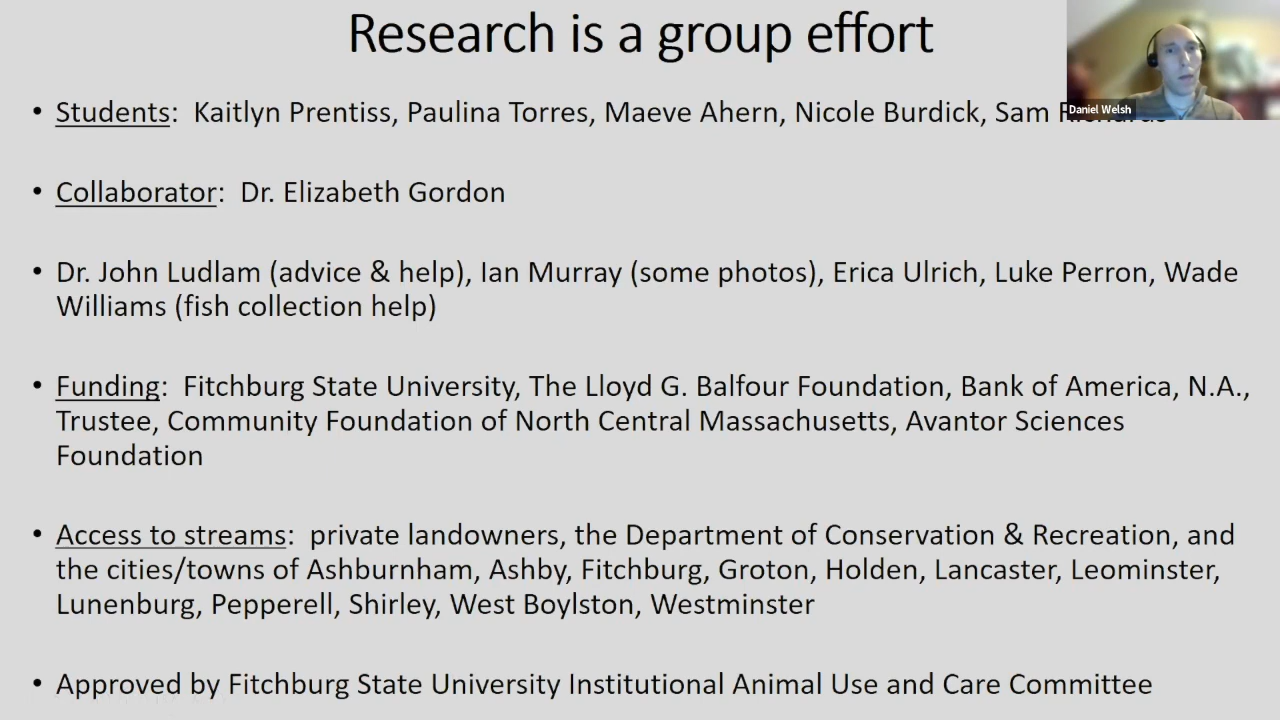 Research is a group effort
Daniel Welsh
• Students: Kaitlyn Prentiss, Paulina Torres, Maeve Ahern, Nicole Burdick, Sam
• Collaborator: Dr. Elizabeth Gordon
• Dr. John Ludlam (advice & help), Ian Murray (some photos), Erica Ulrich, Luke Perron, Wade
Williams (fish collection help)
• Funding: Fitchburg State University, The Lloyd G. Balfour Foundation, Bank of America, N.A.,
Trustee, Community Foundation of North Central Massachusetts, Avantor Sciences
Foundation
• Access to streams: private landowners, the Department of Conservation & Recreation, and
the cities/towns of Ashburnham, Ashby, Fitchburg, Groton, Holden, Lancaster, Leominster,
Lunenburg, Pepperell, Shirley, West Boylston, Westminster
• Approved by Fitchburg State University Institutional Animal Use and Care Committee